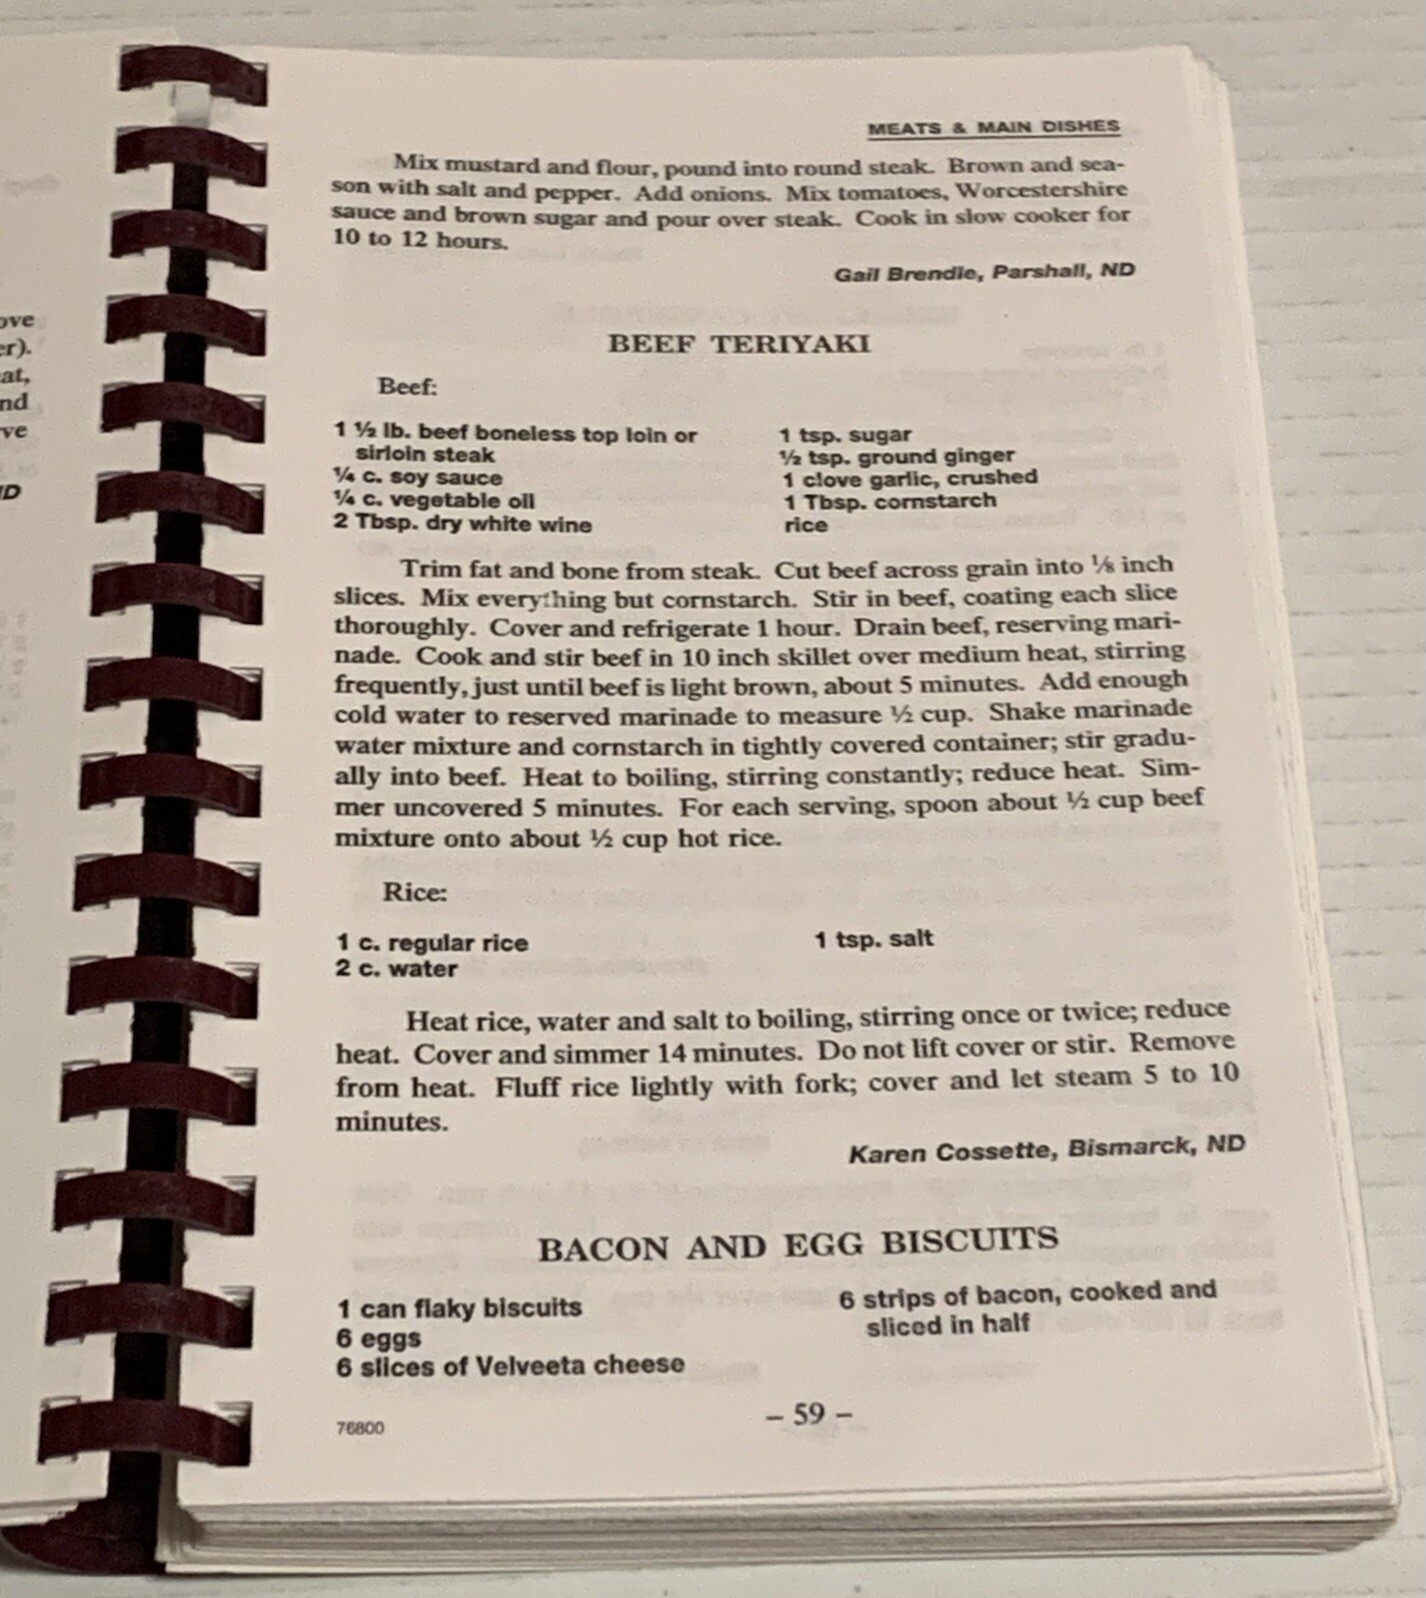 ove
er).
at,
nd
ve
ND
MEATS & MAIN DISHES
Mix mustard and flour, pound into round steak. Brown and sea-
son with salt and pepper. Add onions. Mix tomatoes, Worcestershire
sauce and brown sugar and pour over steak. Cook in slow cooker for
10 to 12 hours.
Gail Brendle, Parshall, ND
BEEF TERIYAKI
Beef:
1 ½ lb. beef boneless top loin or
sirloin steak
¼ c. soy sauce
¼ c. vegetable oil
2 Tbsp. dry white wine
1 tsp. sugar
½ tsp. ground ginger
1 clove garlic, crushed
1 Tbsp. cornstarch
rice
Trim fat and bone from steak. Cut beef across grain into ⅛ inch
slices. Mix everything but cornstarch. Stir in beef, coating each slice
thoroughly. Cover and refrigerate 1 hour. Drain beef, reserving mari-
nade. Cook and stir beef in 10 inch skillet over medium heat, stirring
frequently, just until beef is light brown, about 5 minutes. Add enough
cold water to reserved marinade to measure ½ cup. Shake marinade
water mixture and cornstarch in tightly covered container; stir gradu-
ally into beef. Heat to boiling, stirring constantly; reduce heat. Sim-
mer uncovered 5 minutes. For each serving, spoon about ½ cup beef
mixture onto about ½ cup hot rice.
Rice:
1 c. regular rice
2 c. water
1 tsp. salt
Heat rice, water and salt to boiling, stirring once or twice; reduce
heat. Cover and simmer 14 minutes. Do not lift cover or stir. Remove
from heat. Fluff rice lightly with fork; cover and let steam 5 to 10
minutes.
Karen Cossette, Bismarck, ND
BACON AND EGG BISCUITS
1 can flaky biscuits
6 eggs
6 slices of Velveeta cheese
6 strips of bacon, cooked and
sliced in half
76800
– 59 –